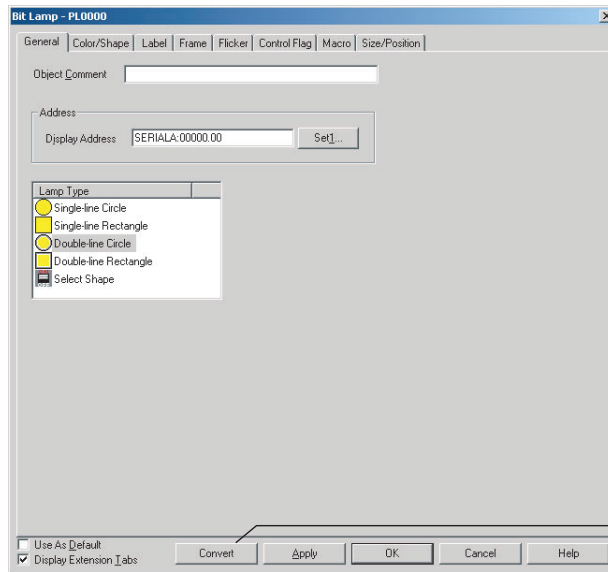 Bit Lamp - PL0000
General Color/Shape Label Frame Flicker Control Flag Macro Size/Position
Object Comment
Address
Display Address SERIALA:00000.00 Set1...
Lamp Type
Single-line Circle
Single-line Rectangle
Double-line Circle
Double-line Rectangle
Select Shape
Use As Default
Display Extension Tabs
Convert Apply OK Cancel Help